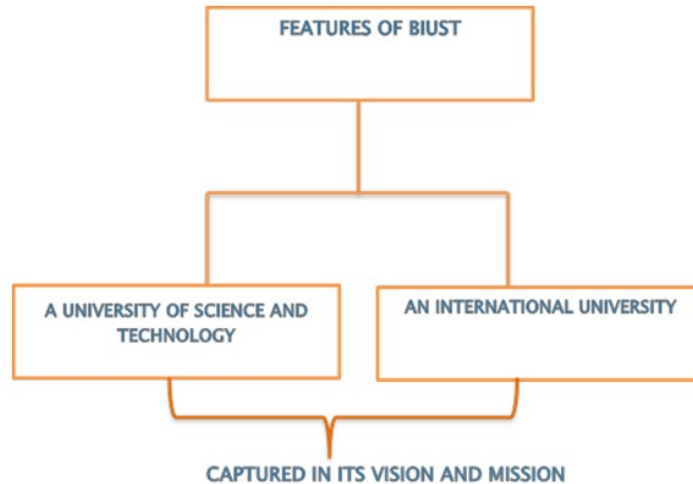 FEATURES OF BIUST
A UNIVERSITY OF SCIENCE AND
TECHNOLOGY
AN INTERNATIONAL UNIVERSITY
CAPTURED IN ITS VISION AND MISSION